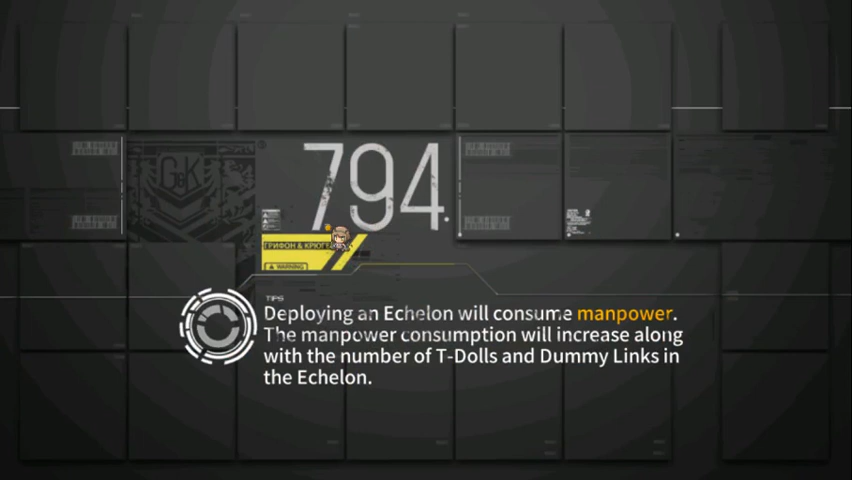 G&K
794.
ГРИФОН & КРЮГЕР
WARNING
TIPS
Deploying an Echelon will consume manpower.
The manpower consumption will increase along
with the number of T-Dolls and Dummy Links in
the Echelon.